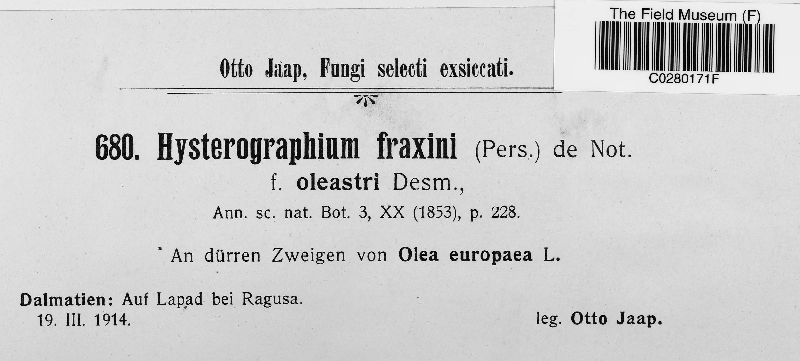 The Field Museum (F)
C0280171F
Otto Jaap, Fungi selecti exsiccati.
680. Hysterographium fraxini (Pers.) de Not.
f. oleastri Desm.,
Ann. sc. nat. Bot. 3, XX (1853), p. 228.
An dürren Zweigen von Olea europaea L.
Dalmatien: Auf Lapad bei Ragusa.
19. III. 1914.
leg. Otto Jaap.